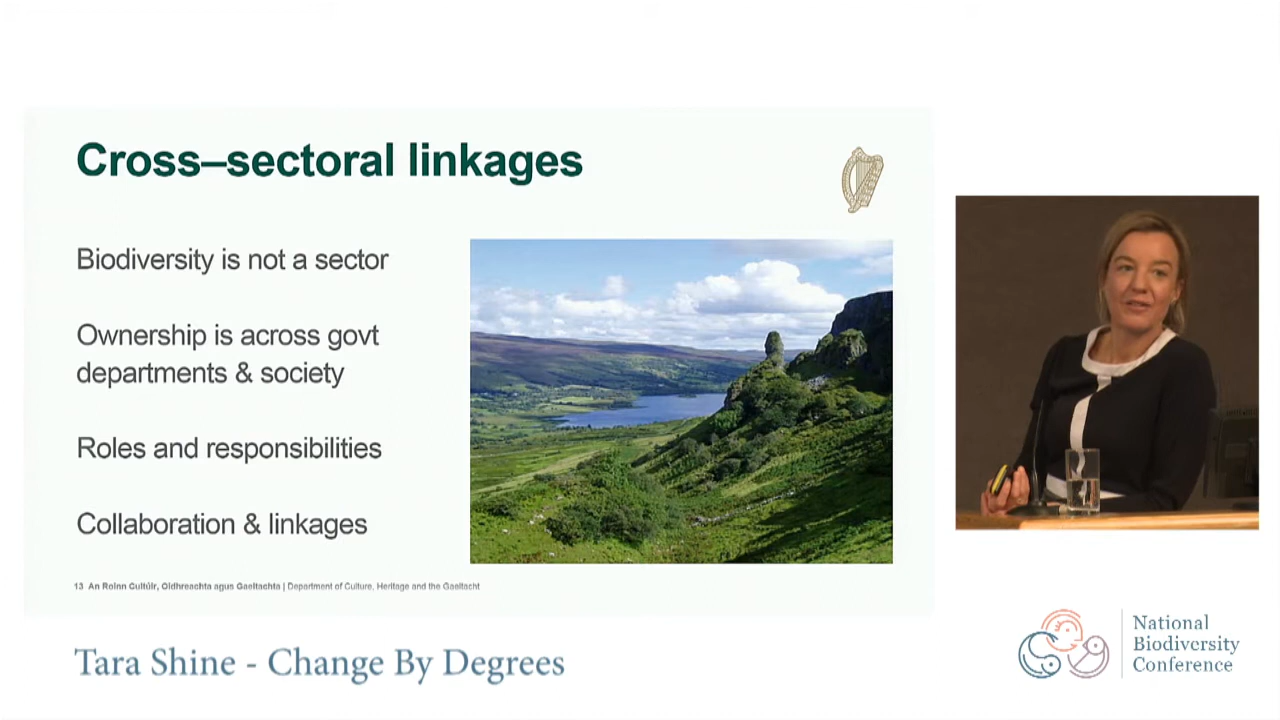 Cross–sectoral linkages
Biodiversity is not a sector
Ownership is across govt
departments & society
Roles and responsibilities
Collaboration & linkages
13 An Roinn Cultúir, Oidhreachta agus Gaeltachta | Department of Culture, Heritage and the Gaeltacht
Tara Shine - Change By Degrees
National
Biodiversity
Conference